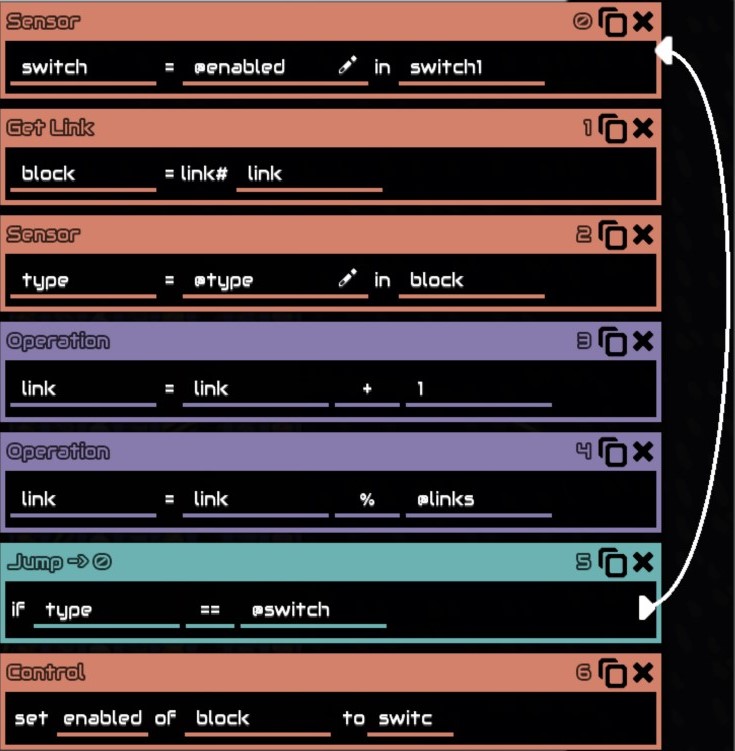 Sensor 0
switch = @enabled in switch1
Get Link 1
block = link# link
Sensor 2
type = @type in block
Operation 3
link = link + 1
Operation 4
link = link % @links
Jump -> 0 5
if type == @switch
Control 6
set enabled of block to switc